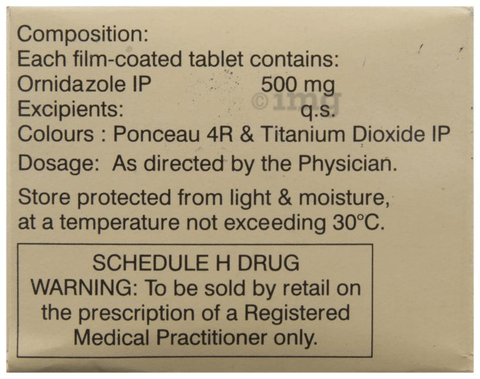 Composition:
Each film-coated tablet contains:
Ornidazole IP 500 mg
Excipients: q.s.
Colours : Ponceau 4R & Titanium Dioxide IP
Dosage: As directed by the Physician.
Store protected from light & moisture,
at a temperature not exceeding 30°C.
SCHEDULE H DRUG
WARNING: To be sold by retail on
the prescription of a Registered
Medical Practitioner only.
©1mg